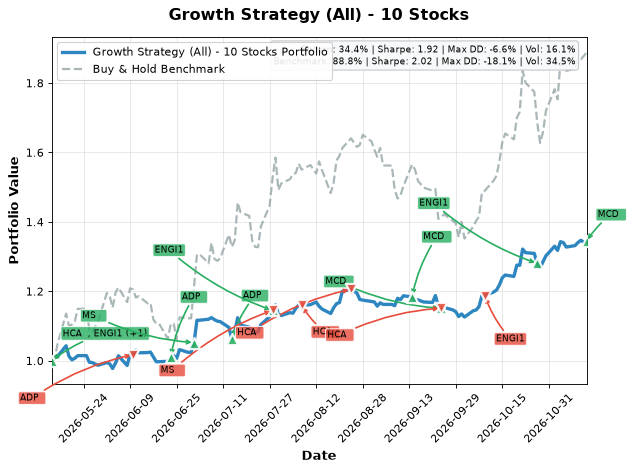 Growth Strategy (All) - 10 Stocks
Growth Strategy (All) - 10 Stocks Portfolio
Buy & Hold Benchmark
: 34.4% | Sharpe: 1.92 | Max DD: -6.6% | Vol: 16.1%
Benchmark: 88.8% | Sharpe: 2.02 | Max DD: -18.1% | Vol: 34.5%
Portfolio Value
1.8
1.6
1.4
1.2
1.0
ENGI1
MCD
ENGI1
MCD
MCD
ADP
ADP
MS
HCA
, ENGI1 (+1)
HCA
HCA
HCA
ENGI1
MS
ADP
2026-05-24
2026-06-09
2026-06-25
2026-07-11
2026-07-27
2026-08-12
2026-08-28
2026-09-13
2026-09-29
2026-10-15
2026-10-31
Date